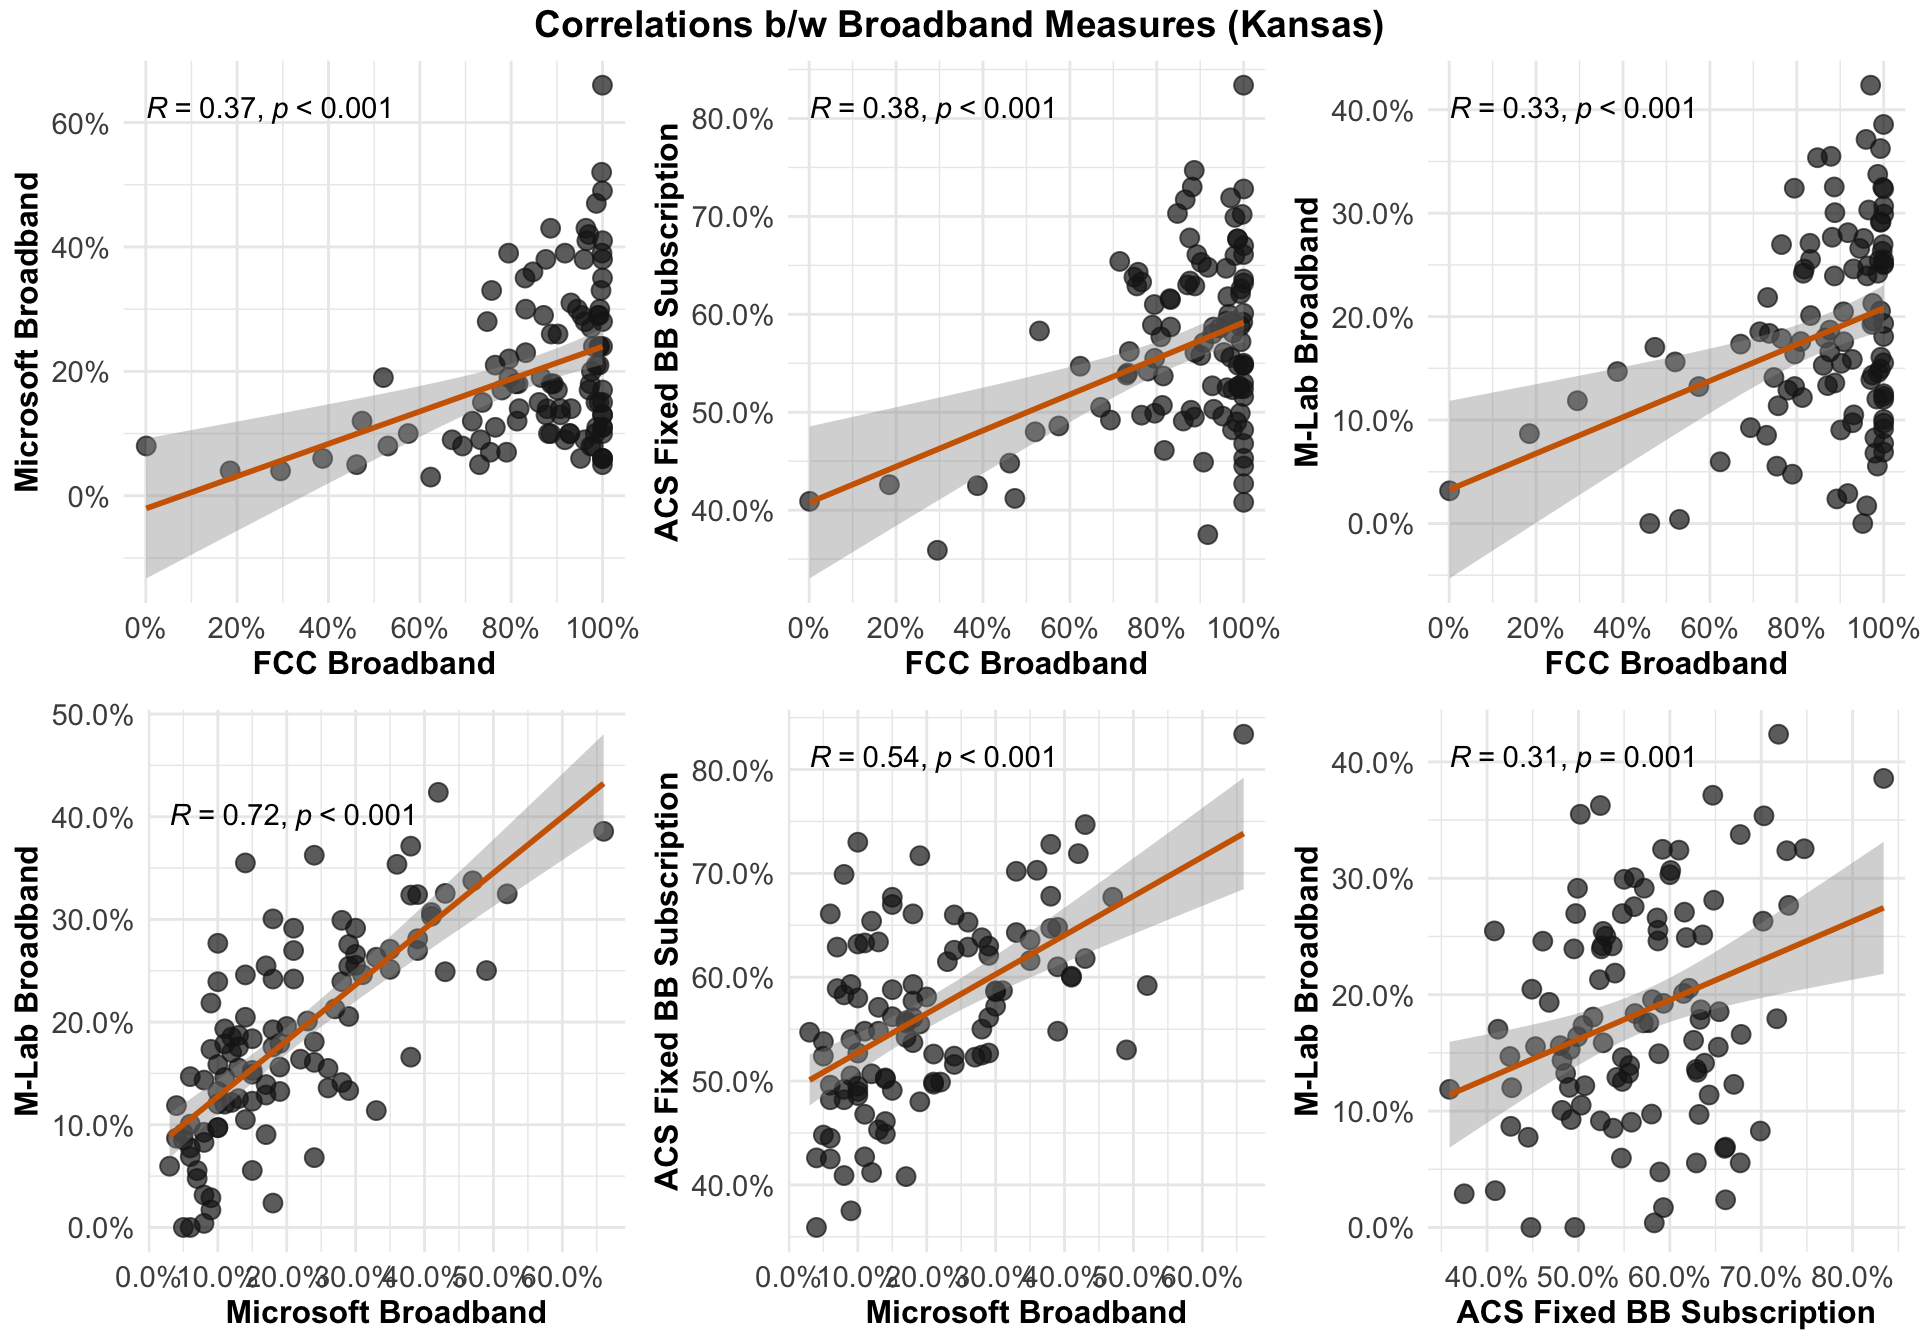 Correlations b/w Broadband Measures (Kansas)
R = 0.37, p < 0.001
60%
40%
20%
0%
Microsoft Broadband
0% 20% 40% 60% 80% 100%
FCC Broadband
R = 0.38, p < 0.001
80.0%
70.0%
60.0%
50.0%
40.0%
ACS Fixed BB Subscription
0% 20% 40% 60% 80% 100%
FCC Broadband
R = 0.33, p < 0.001
40.0%
30.0%
20.0%
10.0%
0.0%
M-Lab Broadband
0% 20% 40% 60% 80% 100%
FCC Broadband
R = 0.72, p < 0.001
50.0%
40.0%
30.0%
20.0%
10.0%
0.0%
M-Lab Broadband
0.0% 10.0% 20.0% 30.0% 40.0% 50.0% 60.0%
Microsoft Broadband
R = 0.54, p < 0.001
80.0%
70.0%
60.0%
50.0%
40.0%
ACS Fixed BB Subscription
0.0% 10.0% 20.0% 30.0% 40.0% 50.0% 60.0%
Microsoft Broadband
R = 0.31, p = 0.001
40.0%
30.0%
20.0%
10.0%
0.0%
M-Lab Broadband
40.0% 50.0% 60.0% 70.0% 80.0%
ACS Fixed BB Subscription